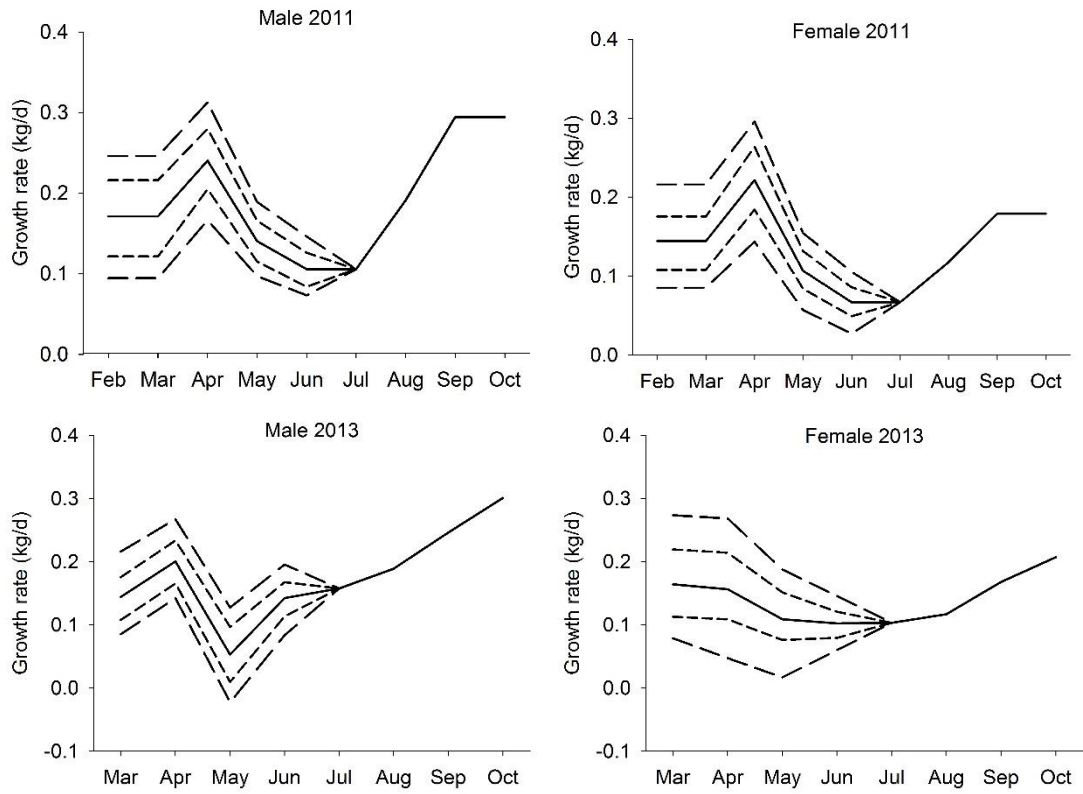 Male 2011
Growth rate (kg/d)
0.4
0.3
0.2
0.1
0.0
Feb Mar Apr May Jun Jul Aug Sep Oct
Female 2011
Growth rate (kg/d)
0.4
0.3
0.2
0.1
0.0
Feb Mar Apr May Jun Jul Aug Sep Oct
Male 2013
Growth rate (kg/d)
0.4
0.3
0.2
0.1
0.0
-0.1
Mar Apr May Jun Jul Aug Sep Oct
Female 2013
Growth rate (kg/d)
0.4
0.3
0.2
0.1
0.0
-0.1
Mar Apr May Jun Jul Aug Sep Oct